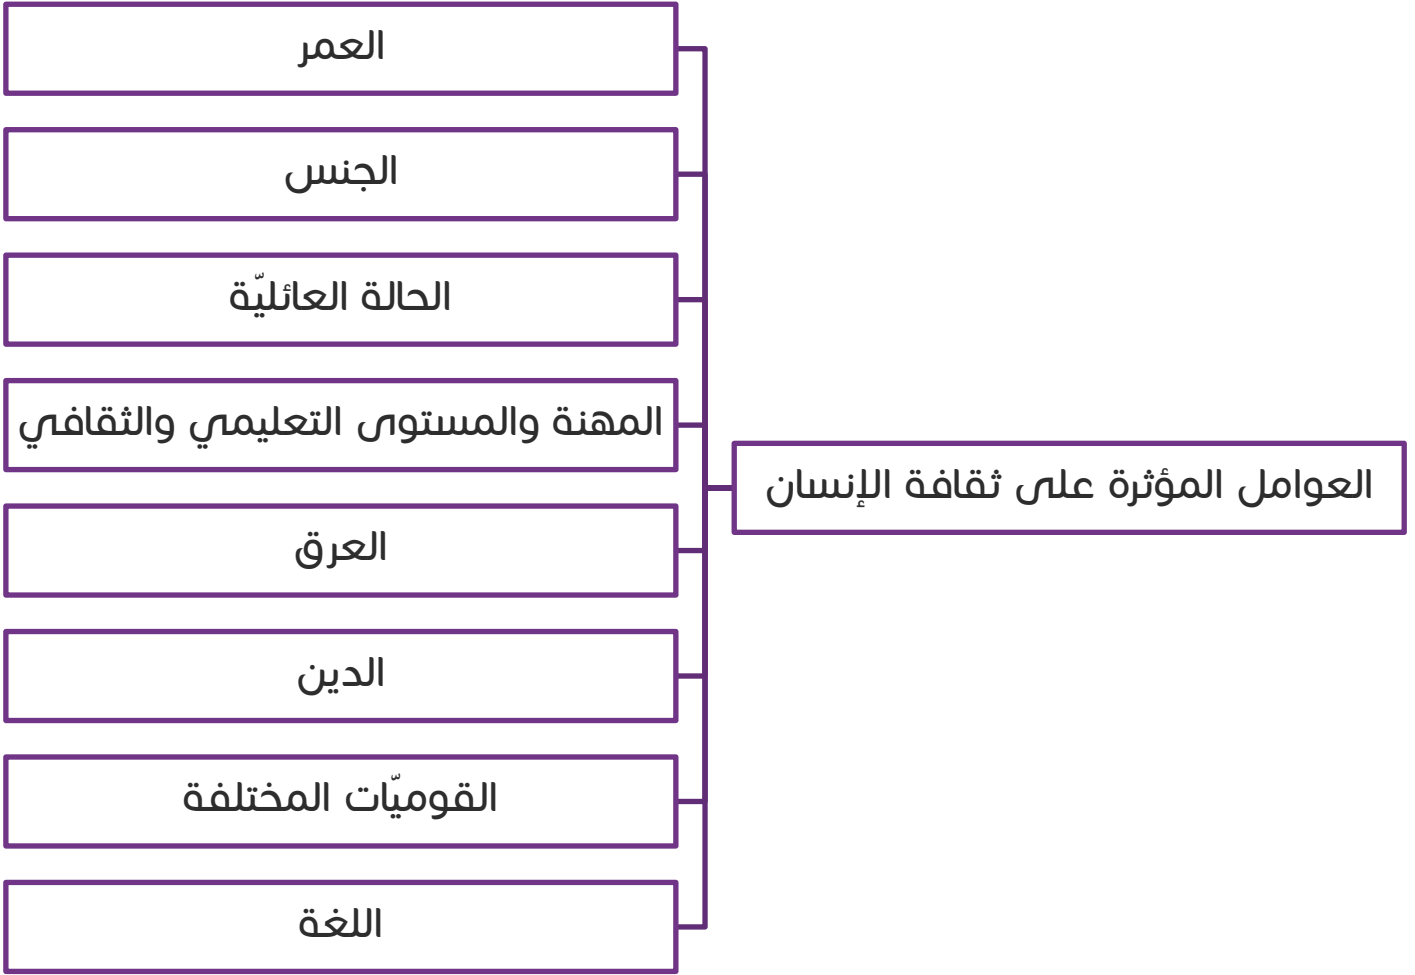 العوامل المؤثرة على ثقافة الإنسان
العمر
الجنس
الحالة العائليّة
المهنة والمستوى التعليمي والثقافي
العرق
الدين
القوميّات المختلفة
اللغة